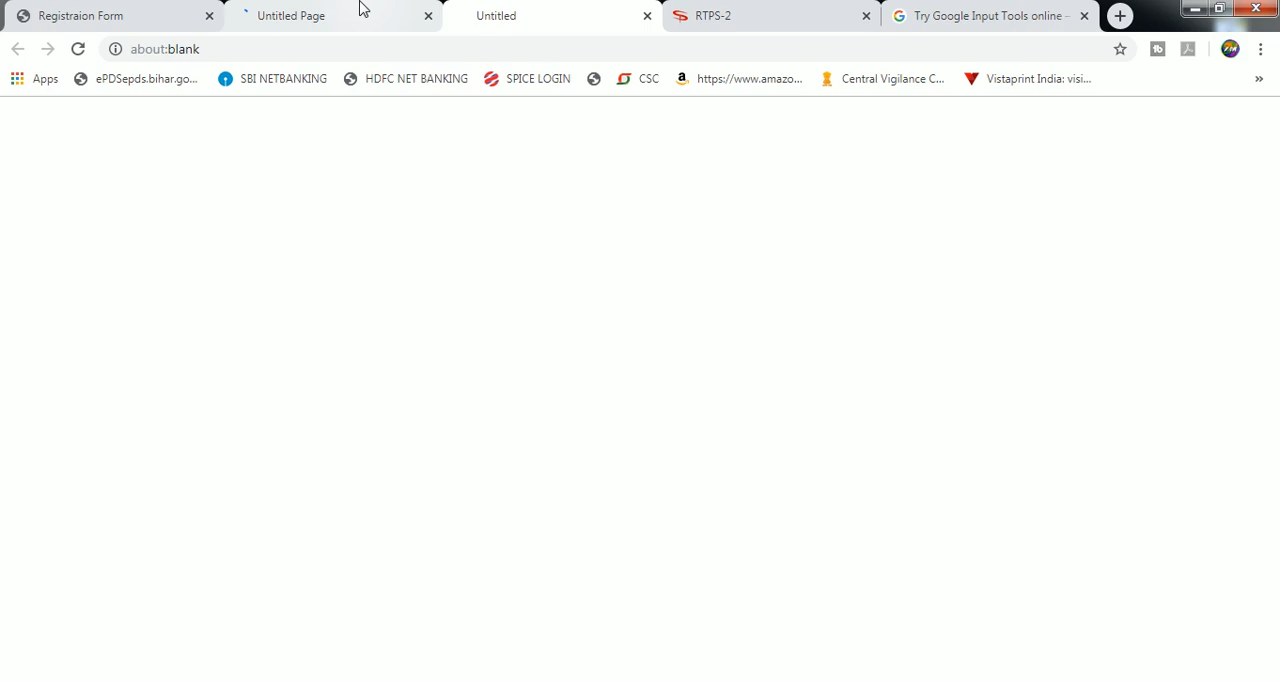 Registraion Form Untitled Page Untitled RTPS-2 Try Google Input Tools online –
about:blank
Apps ePDSepds.bihar.go... SBI NETBANKING HDFC NET BANKING SPICE LOGIN CSC https://www.amazo... Central Vigilance C... Vistaprint India: visi... »